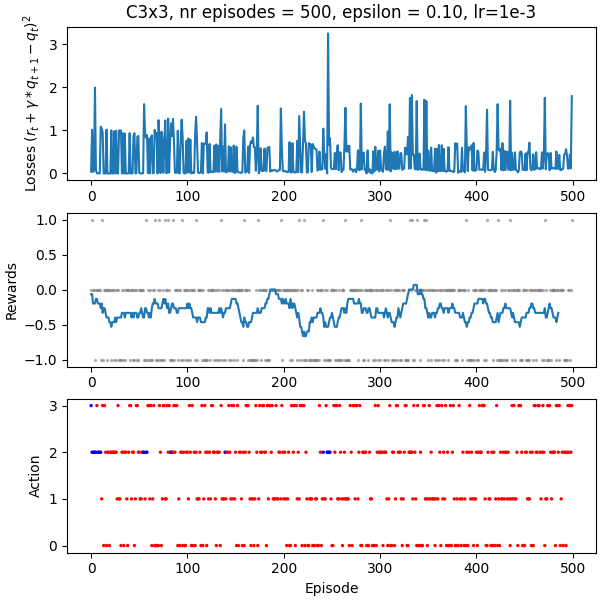 C3x3, nr episodes = 500, epsilon = 0.10, lr=1e-3
Losses $(r_t + \gamma * q_{t+1} - q_t)^2$
3
2
1
0
0 100 200 300 400 500
Rewards
1.0
0.5
0.0
−0.5
−1.0
0 100 200 300 400 500
Action
3
2
1
0
0 100 200 300 400 500
Episode